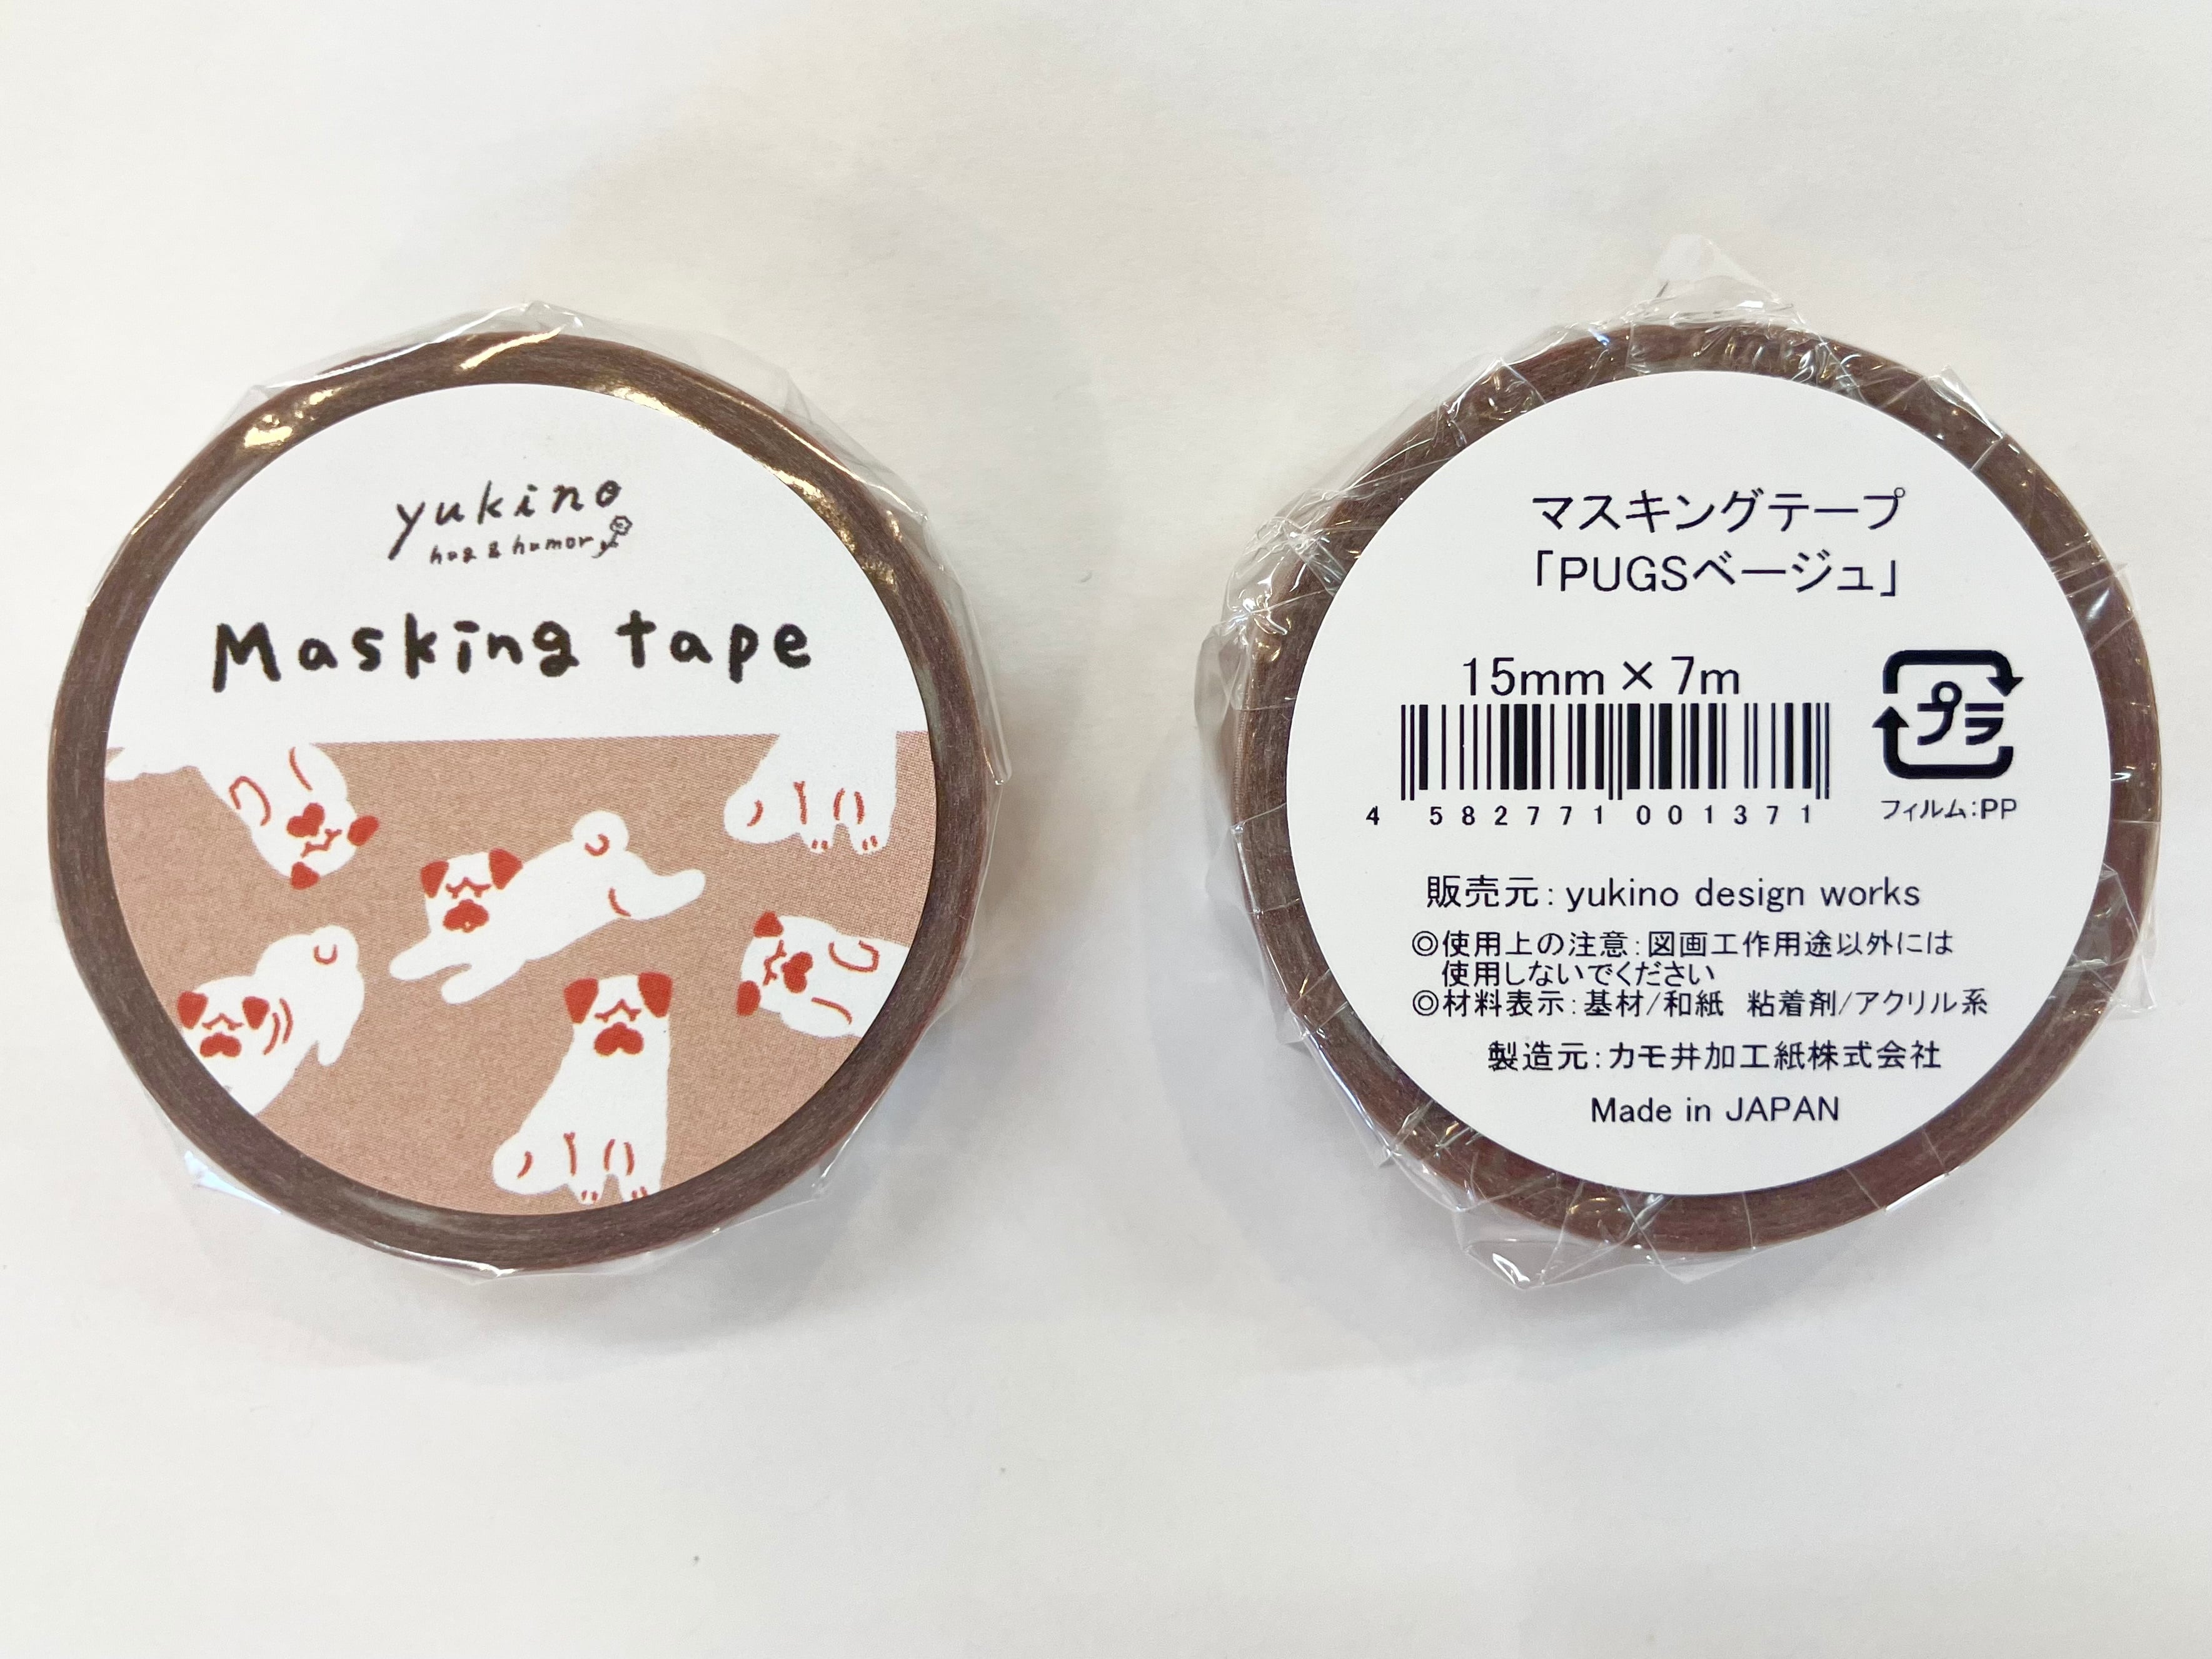 yukino
hug & humor
Masking tape
マスキングテープ
「PUGSベージュ」
15mm × 7m
4 582771 001371
プラ
フィルム:PP
販売元: yukino design works
◎使用上の注意:図画工作用途以外には
使用しないでください
◎材料表示:基材/和紙 粘着剤/アクリル系
製造元:カモ井加工紙株式会社
Made in JAPAN